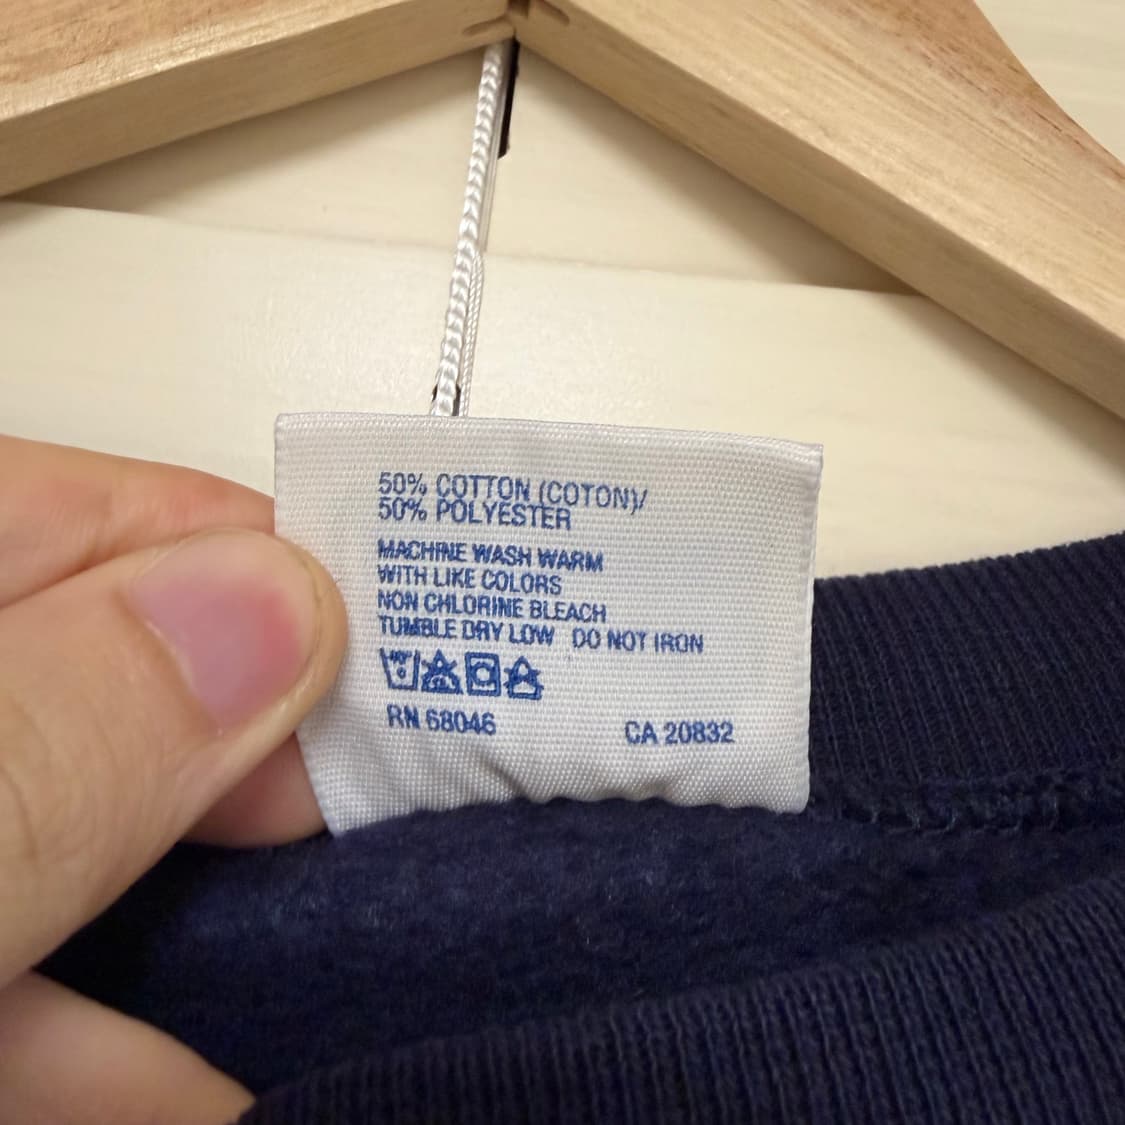 50% COTTON (COTON)/
50% POLYESTER
MACHINE WASH WARM
WITH LIKE COLORS
NON CHLORINE BLEACH
TUMBLE DRY LOW DO NOT IRON
RN 68046 CA 20832